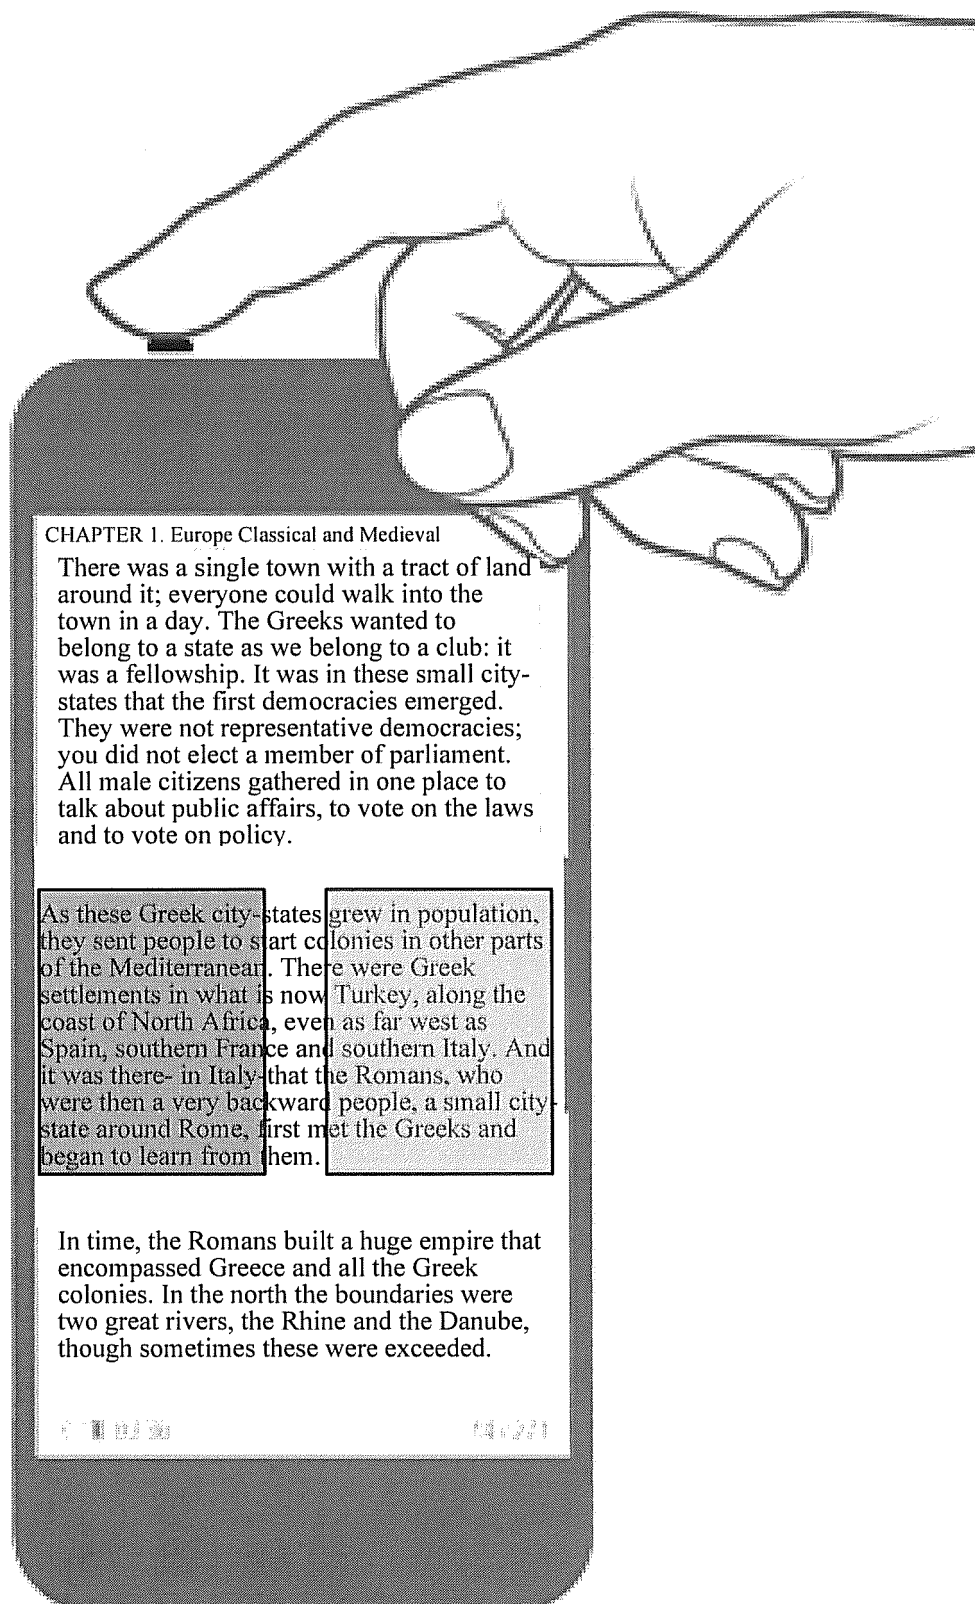 CHAPTER 1. Europe Classical and Medieval
There was a single town with a tract of land
around it; everyone could walk into the
town in a day. The Greeks wanted to
belong to a state as we belong to a club: it
was a fellowship. It was in these small city-
states that the first democracies emerged.
They were not representative democracies;
you did not elect a member of parliament.
All male citizens gathered in one place to
talk about public affairs, to vote on the laws
and to vote on policy.
As these Greek city-states grew in population,
they sent people to start colonies in other parts
of the Mediterranean. There were Greek
settlements in what is now Turkey, along the
coast of North Africa, even as far west as
Spain, southern France and southern Italy. And
it was there- in Italy-that the Romans, who
were then a very backward people, a small city-
state around Rome, first met the Greeks and
began to learn from them.
In time, the Romans built a huge empire that
encompassed Greece and all the Greek
colonies. In the north the boundaries were
two great rivers, the Rhine and the Danube,
though sometimes these were exceeded.